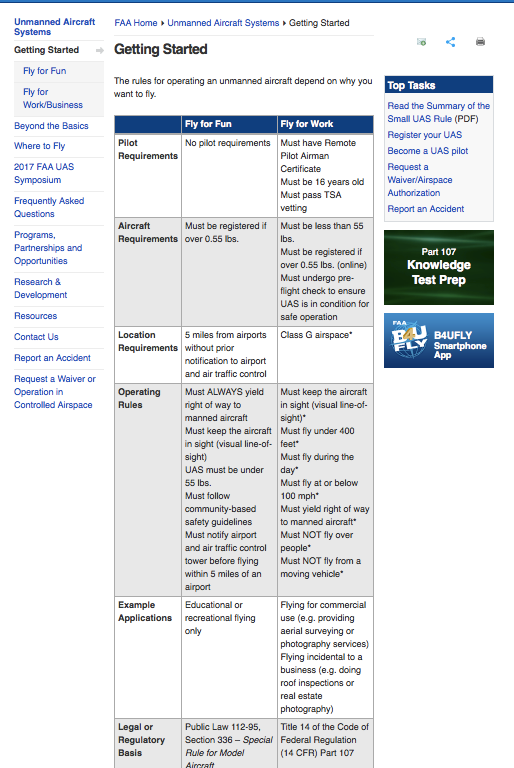 Unmanned Aircraft
Systems
Getting Started
Fly for Fun
Fly for
Work/Business
Beyond the Basics
Where to Fly
2017 FAA UAS
Symposium
Frequently Asked
Questions
Programs,
Partnerships and
Opportunities
Research &
Development
Resources
Contact Us
Report an Accident
Request a Waiver or
Operation in
Controlled Airspace
FAA Home Unmanned Aircraft Systems Getting Started
Getting Started
The rules for operating an unmanned aircraft depend on why you
want to fly.
Fly for Fun Fly for Work
Pilot
Requirements
No pilot requirements
Must have Remote
Pilot Airman
Certificate
Must be 16 years old
Must pass TSA
vetting
Aircraft
Requirements
Must be registered if
over 0.55 lbs.
Must be less than 55
lbs.
Must be registered if
over 0.55 lbs. (online)
Must undergo pre-
flight check to ensure
UAS is in condition for
safe operation
Location
Requirements
5 miles from airports
without prior
notification to airport
and air traffic control
Class G airspace*
Operating
Rules
Must ALWAYS yield
right of way to
manned aircraft
Must keep the aircraft
in sight (visual line-of-
sight)
UAS must be under
55 lbs.
Must follow
community-based
safety guidelines
Must notify airport
and air traffic control
tower before flying
within 5 miles of an
airport
Must keep the aircraft
in sight (visual line-of-
sight)*
Must fly under 400
feet*
Must fly during the
day*
Must fly at or below
100 mph*
Must yield right of way
to manned aircraft*
Must NOT fly over
people*
Must NOT fly from a
moving vehicle*
Example
Applications
Educational or
recreational flying
only
Flying for commercial
use (e.g. providing
aerial surveying or
photography services)
Flying incidental to a
business (e.g. doing
roof inspections or
real estate
photography)
Legal or
Regulatory
Basis
Public Law 112-95,
Section 336 – Special
Rule for Model
Aircraft
Title 14 of the Code of
Federal Regulation
(14 CFR) Part 107
Top Tasks
Read the Summary of the
Small UAS Rule (PDF)
Register your UAS
Become a UAS pilot
Request a
Waiver/Airspace
Authorization
Report an Accident
Part 107
Knowledge
Test Prep
FAA
B4U
FLY
B4UFLY
Smartphone
App